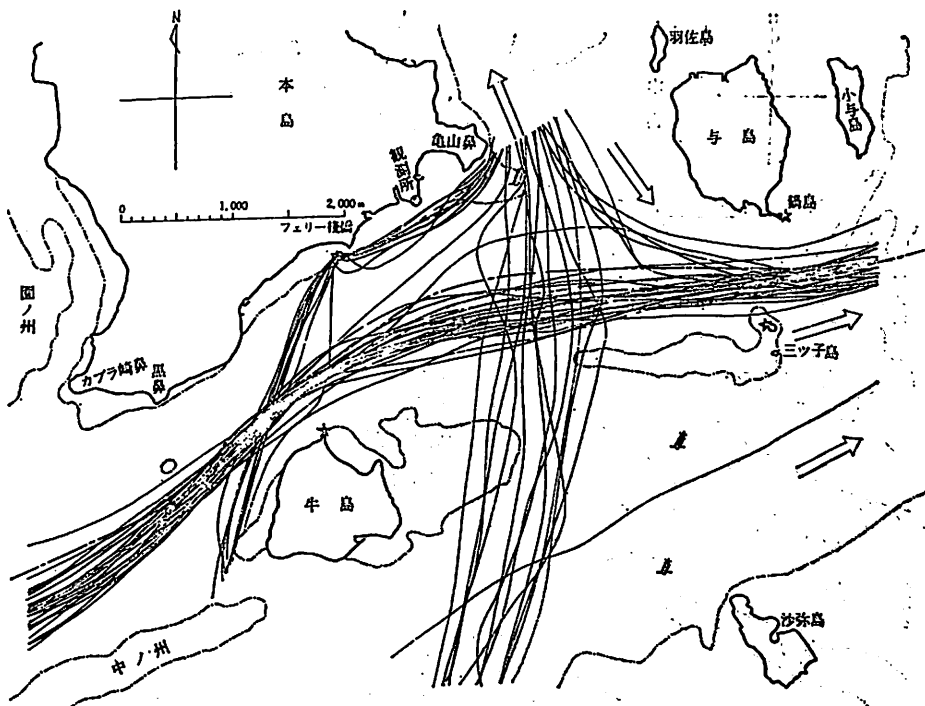 N
本島
羽佐島
与島
小与島
亀山鼻
観測所
鍋島
0 1.000 2,000m
フェリー棧橋
園ノ州
カブラ崎鼻
黒鼻
三ツ子島
牛島
沙弥島
中ノ州